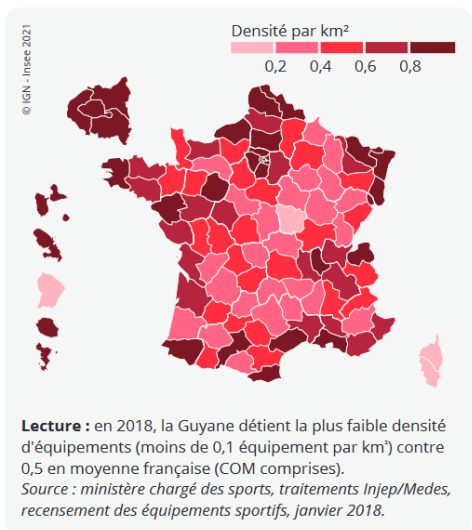 Densité par km²
0,2 0,4 0,6 0,8
© IGN - Insee 2021
Lecture : en 2018, la Guyane détient la plus faible densité
d'équipements (moins de 0,1 équipement par km²) contre
0,5 en moyenne française (COM comprises).
Source : ministère chargé des sports, traitements Injep/Medes,
recensement des équipements sportifs, janvier 2018.